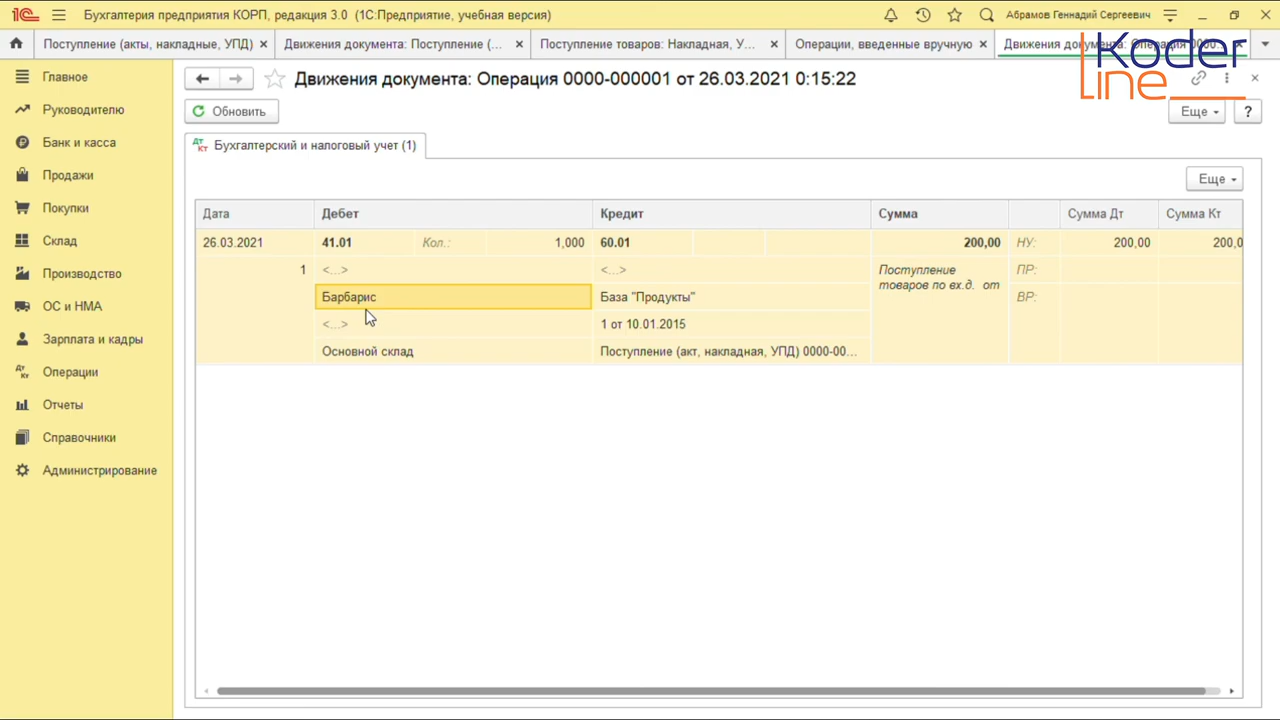 1С Бухгалтерия предприятия КОРП, редакция 3.0 (1С:Предприятие, учебная версия) Абрамов Геннадий Сергеевич
Поступление (акты, накладные, УПД) Движения документа: Поступление (... Поступление товаров: Накладная, У... Операции, введенные вручную Движения документа: Операция 0000-
Koder
line
Главное
Руководителю
Банк и касса
Продажи
Покупки
Склад
Производство
ОС и НМА
Зарплата и кадры
Операции
Отчеты
Справочники
Администрирование
Движения документа: Операция 0000-000001 от 26.03.2021 0:15:22
Обновить Еще ?
Дт Кт Бухгалтерский и налоговый учет (1)
Еще
Дата Дебет Кредит Сумма Сумма Дт Сумма Кт
26.03.2021 41.01 Кол.: 1,000 60.01 200,00 НУ: 200,00 200,0
1 <...> <...> Поступление ПР:
товаров по вх.д. от
Барбарис База "Продукты" ВР:
<...> 1 от 10.01.2015
Основной склад Поступление (акт, накладная, УПД) 0000-00...